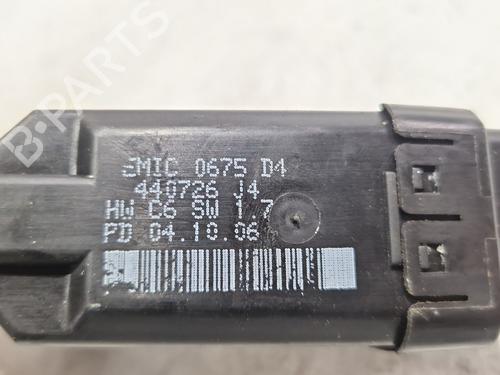 B-PARTS
EMIC 0675 D4
440726 J4
HW C6 SW 1.7
PD 04.10.06